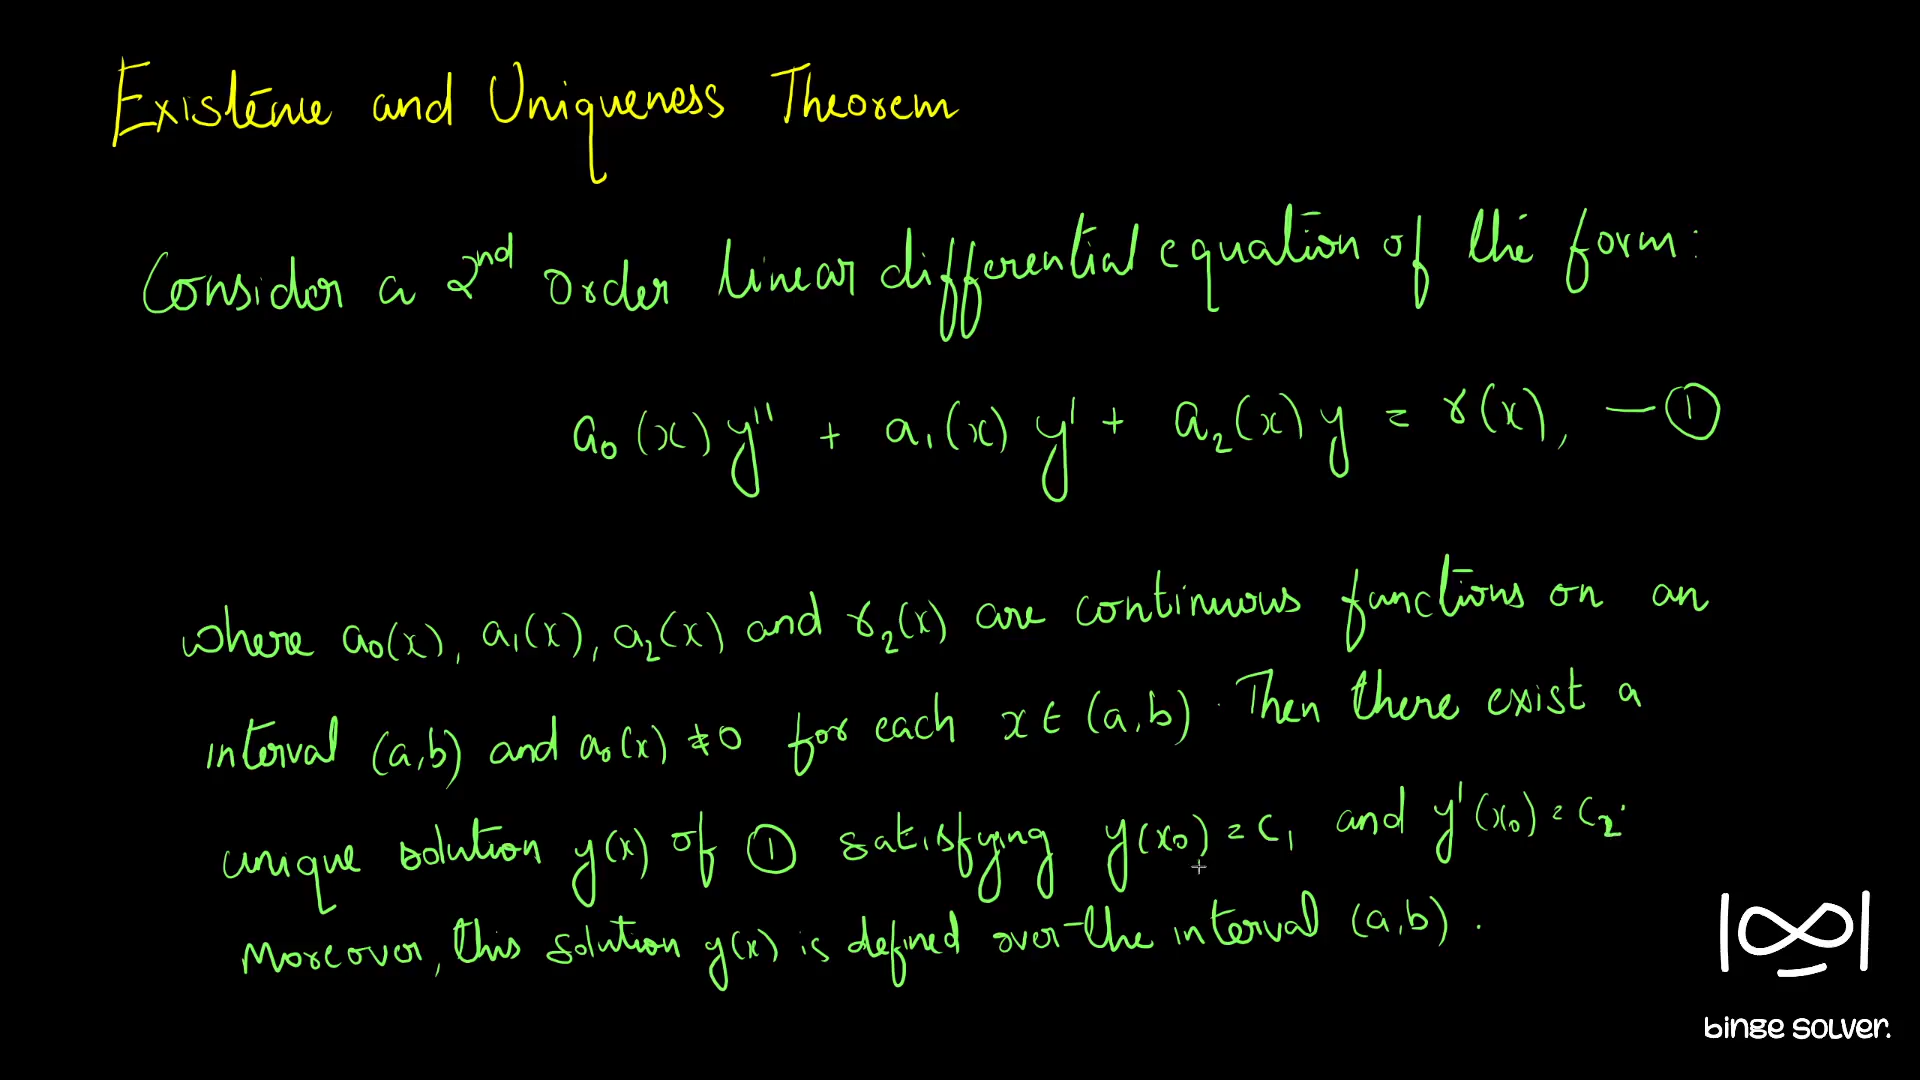 Existence and Uniqueness Theorem
Consider a 2nd order linear differential equation of the form:
a₀(x) y'' + a₁(x) y' + a₂(x) y = r(x), — ①
where a₀(x), a₁(x), a₂(x) and r₂(x) are continuous functions on an
interval (a,b) and a₀(x) ≠ 0 for each x ∈ (a,b). Then there exist a
unique solution y(x) of ① satisfying y(x₀) = c₁ and y'(x₀) = c₂.
Moreover, this solution y(x) is defined over the interval (a,b).
binge solver.